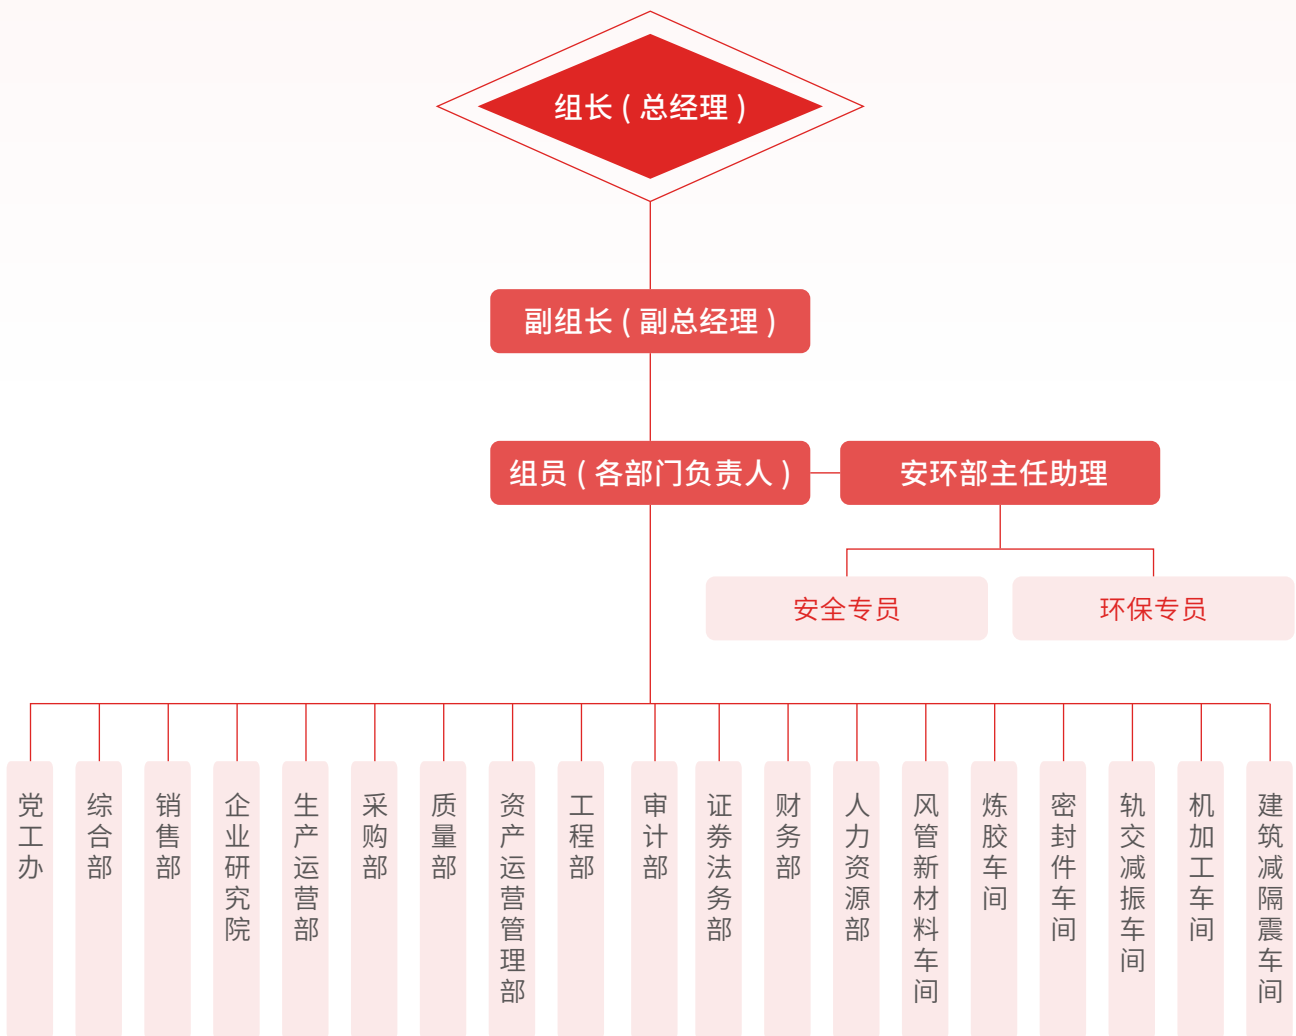 组长(总经理)
副组长(副总经理)
组员(各部门负责人)
安环部主任助理
安全专员
环保专员
党工办
综合部
销售部
企业研究院
生产运营部
采购部
质量部
资产运营管理部
工程部
审计部
证券法务部
财务部
人力资源部
风管新材料车间
炼胶车间
密封件车间
轨交减振车间
机加工车间
建筑减隔震车间